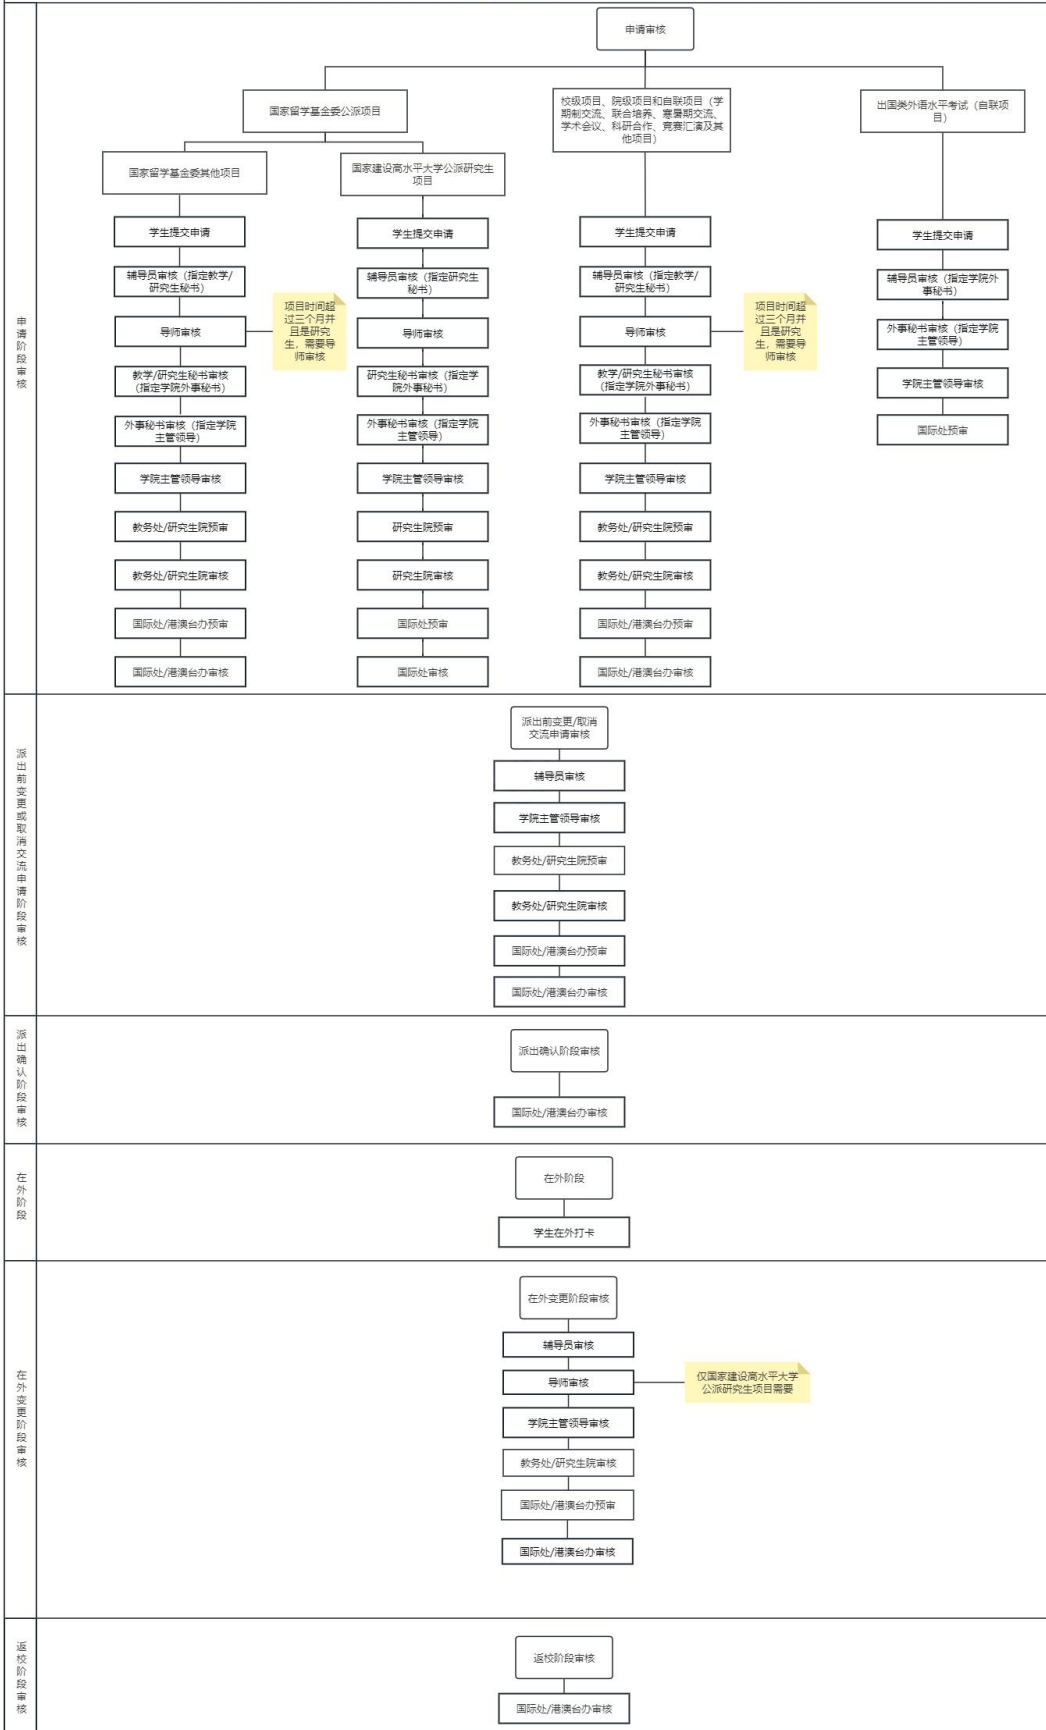 申请阶段审核
申请审核
国家留学基金委公派项目
校级项目、院级项目和自联项目（学
期制交流、联合培养、寒暑期交流、
学术会议、科研合作、竞赛汇演及其
他项目）
出国类外语水平考试（自联项
目）
国家留学基金委其他项目
国家建设高水平大学公派研究生
项目
学生提交申请
辅导员审核（指定教学/
研究生秘书）
导师审核
项目时间超
过三个月并
且是研究
生，需要导
师审核
教学/研究生秘书审核
（指定学院外事秘书）
外事秘书审核（指定学院
主管领导）
学院主管领导审核
教务处/研究生院预审
教务处/研究生院审核
国际处/港澳台办预审
国际处/港澳台办审核
学生提交申请
辅导员审核（指定研究生
秘书）
导师审核
研究生秘书审核（指定学
院外事秘书）
外事秘书审核（指定学院
主管领导）
学院主管领导审核
研究生院预审
研究生院审核
国际处预审
国际处审核
学生提交申请
辅导员审核（指定教学/
研究生秘书）
导师审核
项目时间超
过三个月并
且是研究
生，需要导
师审核
教学/研究生秘书审核
（指定学院外事秘书）
外事秘书审核（指定学院
主管领导）
学院主管领导审核
教务处/研究生院预审
教务处/研究生院审核
国际处/港澳台办预审
国际处/港澳台办审核
学生提交申请
辅导员审核（指定学院外
事秘书）
外事秘书审核（指定学院
主管领导）
学院主管领导审核
国际处预审
派出前变更或取消交流申请阶段审核
派出前变更/取消
交流申请审核
辅导员审核
学院主管领导审核
教务处/研究生院预审
教务处/研究生院审核
国际处/港澳台办预审
国际处/港澳台办审核
派出确认阶段审核
派出确认阶段审核
国际处/港澳台办审核
在外阶段
在外阶段
学生在外打卡
在外变更阶段审核
在外变更阶段审核
辅导员审核
导师审核
仅国家建设高水平大学
公派研究生项目需要
学院主管领导审核
教务处/研究生院审核
国际处/港澳台办预审
国际处/港澳台办审核
返校阶段审核
返校阶段审核
国际处/港澳台办审核